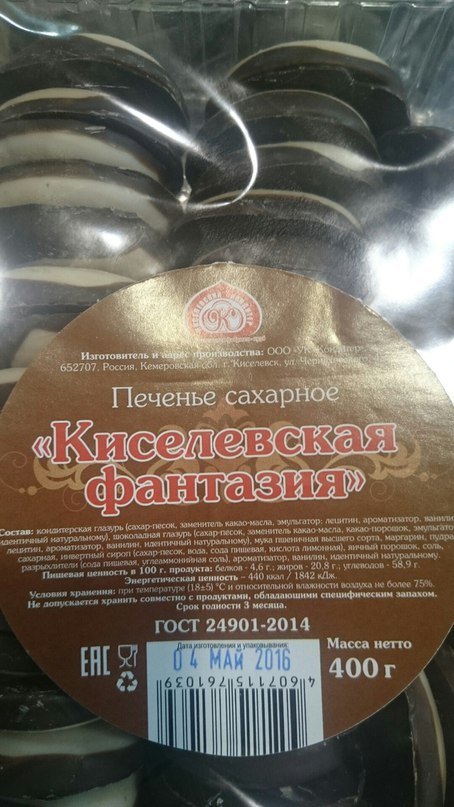 Изготовитель и адрес производства: ООО
652707, Россия, Кемеровская обл. г. Киселевск, ул.
Печенье сахарное
«Киселевская
фантазия»
Состав: кондитерская глазурь (сахар-песок, заменитель какао-масла, эмульгатор: лецитин, ароматизатор, ванилин
идентичный натуральному), шоколадная глазурь (сахар-песок, заменитель какао-масла, какао-порошок, эмульгатор:
лецитин, ароматизатор, ванилин, идентичный натуральному), мука пшеничная высшего сорта, маргарин, пудра
сахарная, инвертный сироп (сахар-песок, вода, сода пищевая, кислота лимонная), яичный порошок, соль,
разрыхлители (сода пищевая, углеаммонийная соль), ароматизатор, ванилин, идентичный натуральному.
Пищевая ценность в 100 г. продукта: белков - 4,6 г.; жиров - 20,8 г.; углеводов - 58,9 г.
Энергетическая ценность – 440 ккал / 1842 кДж.
Условия хранения: при температуре (18±5) °С и относительной влажности воздуха не более 75%.
Не допускается хранить совместно с продуктами, обладающими специфическим запахом.
Срок годности 3 месяца.
ГОСТ 24901-2014
Дата изготовления и упаковывания:
04 МАЙ 2016
Масса нетто
400 г
ЕАС
4607115761039